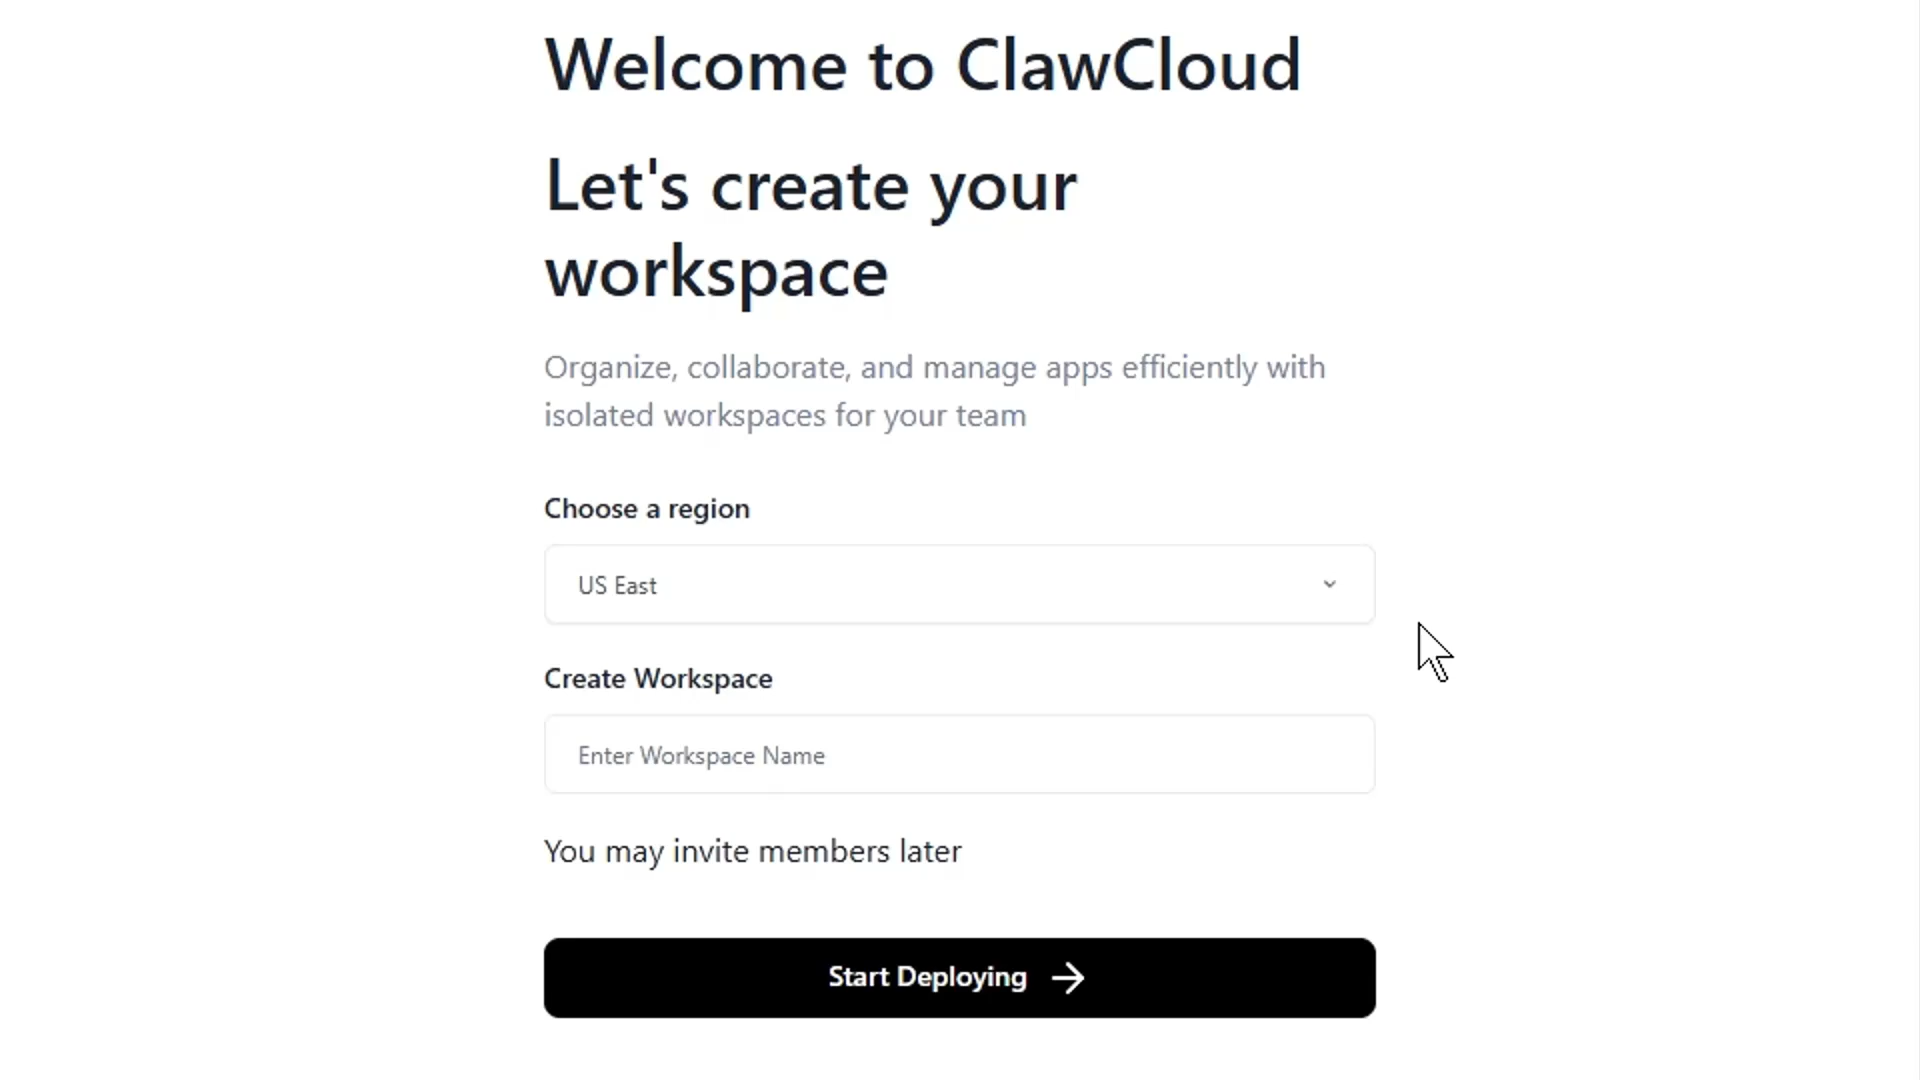 Welcome to ClawCloud
Let's create your
workspace
Organize, collaborate, and manage apps efficiently with
isolated workspaces for your team
Choose a region
US East
Create Workspace
Enter Workspace Name
You may invite members later
Start Deploying